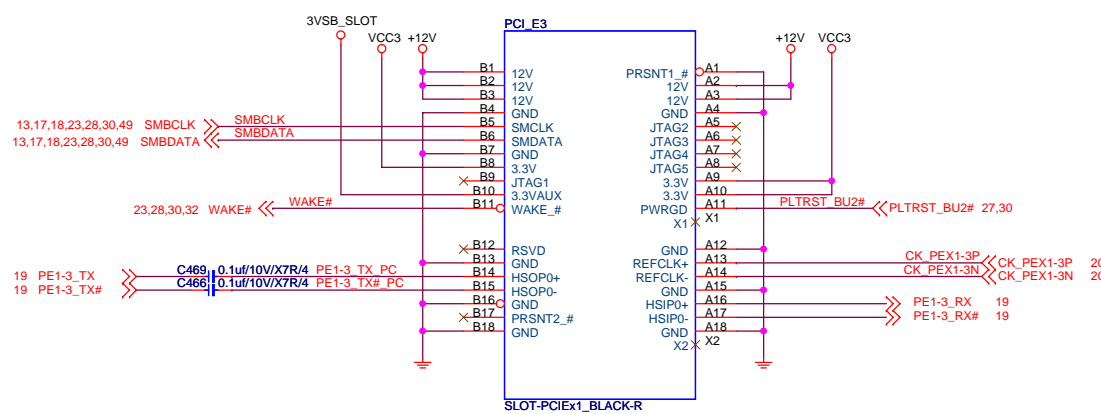 PCI_E3
3VSB_SLOT
VCC3
+12V
+12V
VCC3
B1 12V
B2 12V
B3 12V
B4 GND
13,17,18,23,28,30,49 SMBCLK SMBCLK B5 SMCLK
13,17,18,23,28,30,49 SMBDATA SMBDATA B6 SMDATA
B7 GND
B8 3.3V
B9 JTAG1
B10 3.3VAUX
23,28,30,32 WAKE# WAKE# B11 WAKE_#
B12 RSVD
B13 GND
19 PE1-3_TX C469 0.1uf/10V/X7R/4 PE1-3_TX_PC B14 HSOP0+
19 PE1-3_TX# C466 0.1uf/10V/X7R/4 PE1-3_TX#_PC B15 HSOP0-
B16 GND
B17 PRSNT2_#
B18 GND
PRSNT1_# A1
12V A2
12V A3
GND A4
JTAG2 A5
JTAG3 A6
JTAG4 A7
JTAG5 A8
3.3V A9
3.3V A10
PWRGD A11 PLTRST_BU2# PLTRST_BU2# 27,30
X1 X1
GND A12
REFCLK+ A13 CK_PEX1-3P CK_PEX1-3P 20
REFCLK- A14 CK_PEX1-3N CK_PEX1-3N 20
GND A15
HSIP0+ A16 PE1-3_RX 19
HSIP0- A17 PE1-3_RX# 19
GND A18
X2 X2
SLOT-PCIEx1_BLACK-R